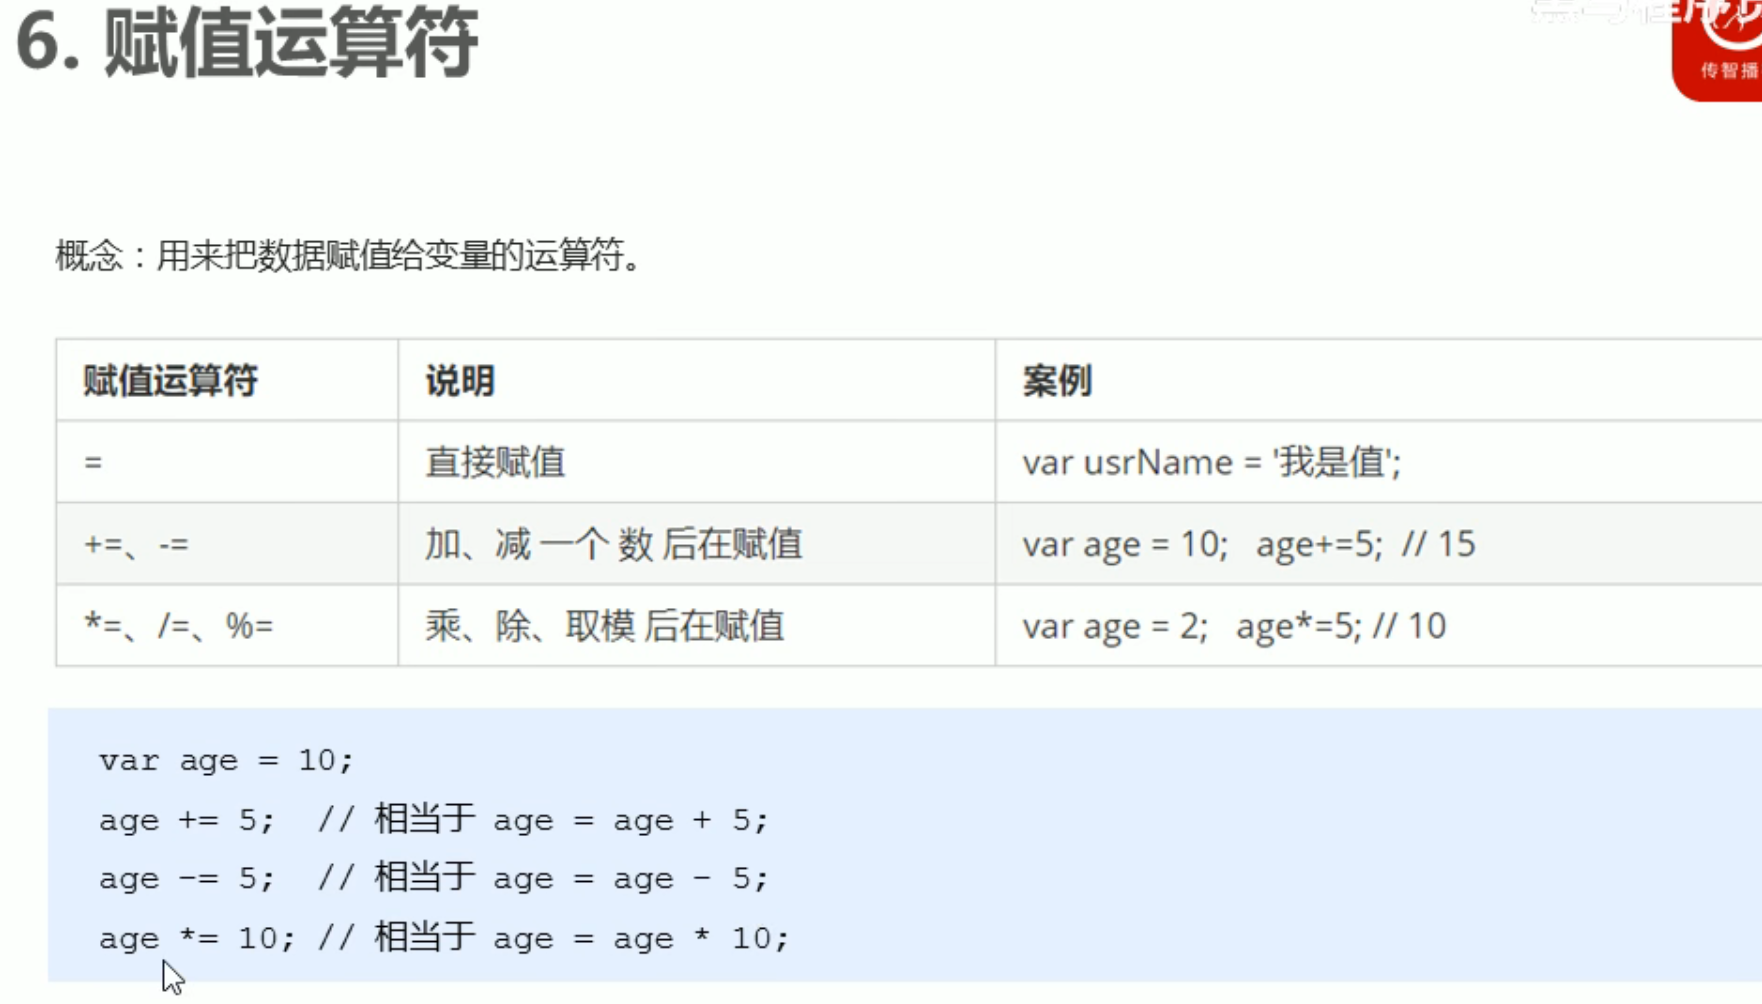 6. 赋值运算符
传智播
概念：用来把数据赋值给变量的运算符。
赋值运算符 说明 案例
= 直接赋值 var usrName = '我是值';
+=、-= 加、减 一个 数 后在赋值 var age = 10; age+=5; // 15
*=、/=、%= 乘、除、取模 后在赋值 var age = 2; age*=5; // 10
var age = 10;
age += 5; // 相当于 age = age + 5;
age -= 5; // 相当于 age = age - 5;
age *= 10; // 相当于 age = age * 10;